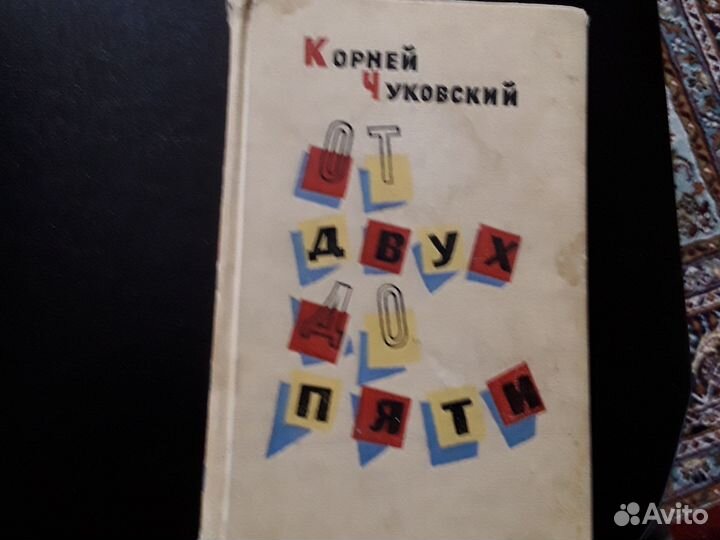 Корней
Чуковский
от
двух
до
пяти
Avito